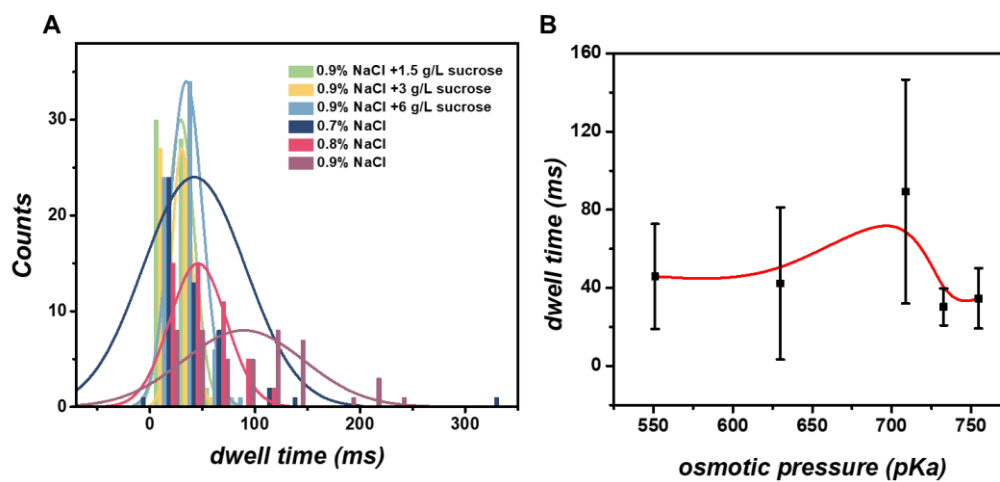 A
0.9% NaCl +1.5 g/L sucrose
0.9% NaCl +3 g/L sucrose
0.9% NaCl +6 g/L sucrose
0.7% NaCl
0.8% NaCl
0.9% NaCl
Counts
30
20
10
0
0
100
200
300
dwell time (ms)
B
dwell time (ms)
160
120
80
40
0
550
600
650
700
750
osmotic pressure (pKa)